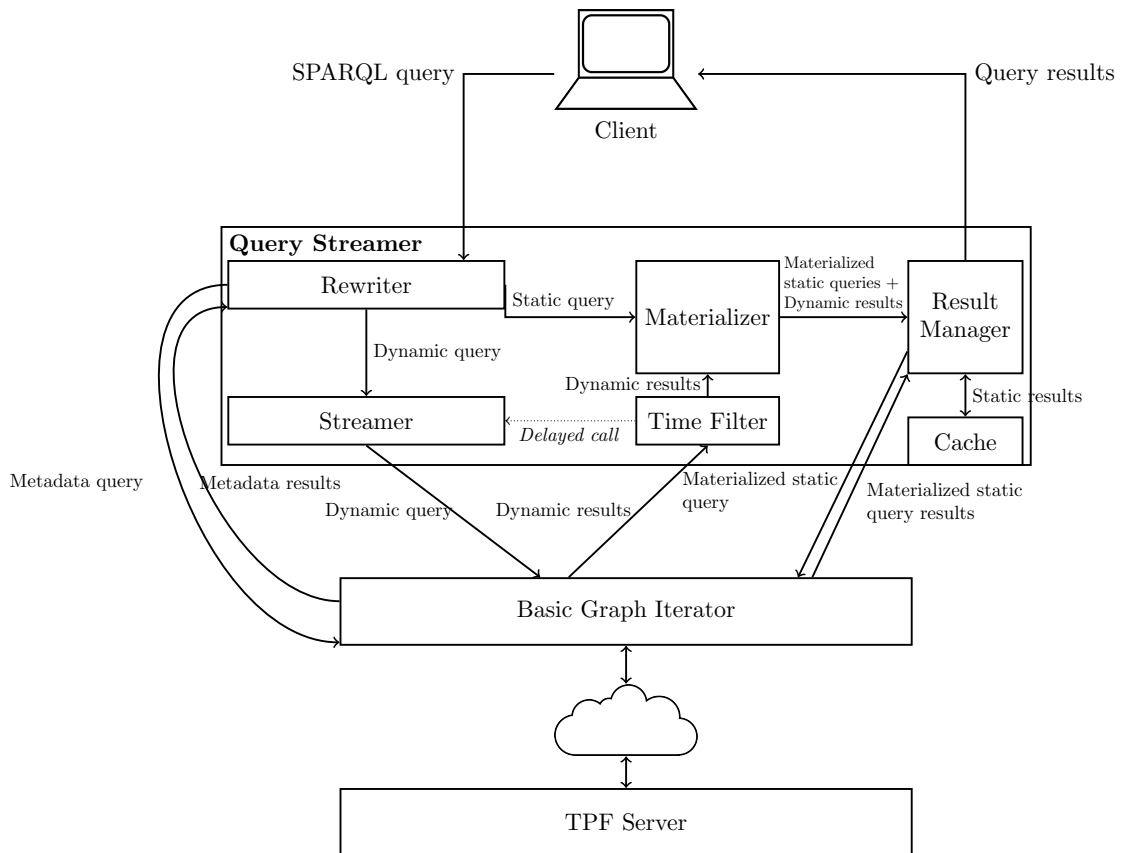 SPARQL query
Query results
Client
Query Streamer
Rewriter
Static query
Materializer
Materialized
static queries +
Dynamic results
Result
Manager
Dynamic query
Dynamic results
Static results
Streamer
Delayed call
Time Filter
Cache
Metadata query
Metadata results
Dynamic query
Dynamic results
Materialized static
query
Materialized static
query results
Basic Graph Iterator
TPF Server